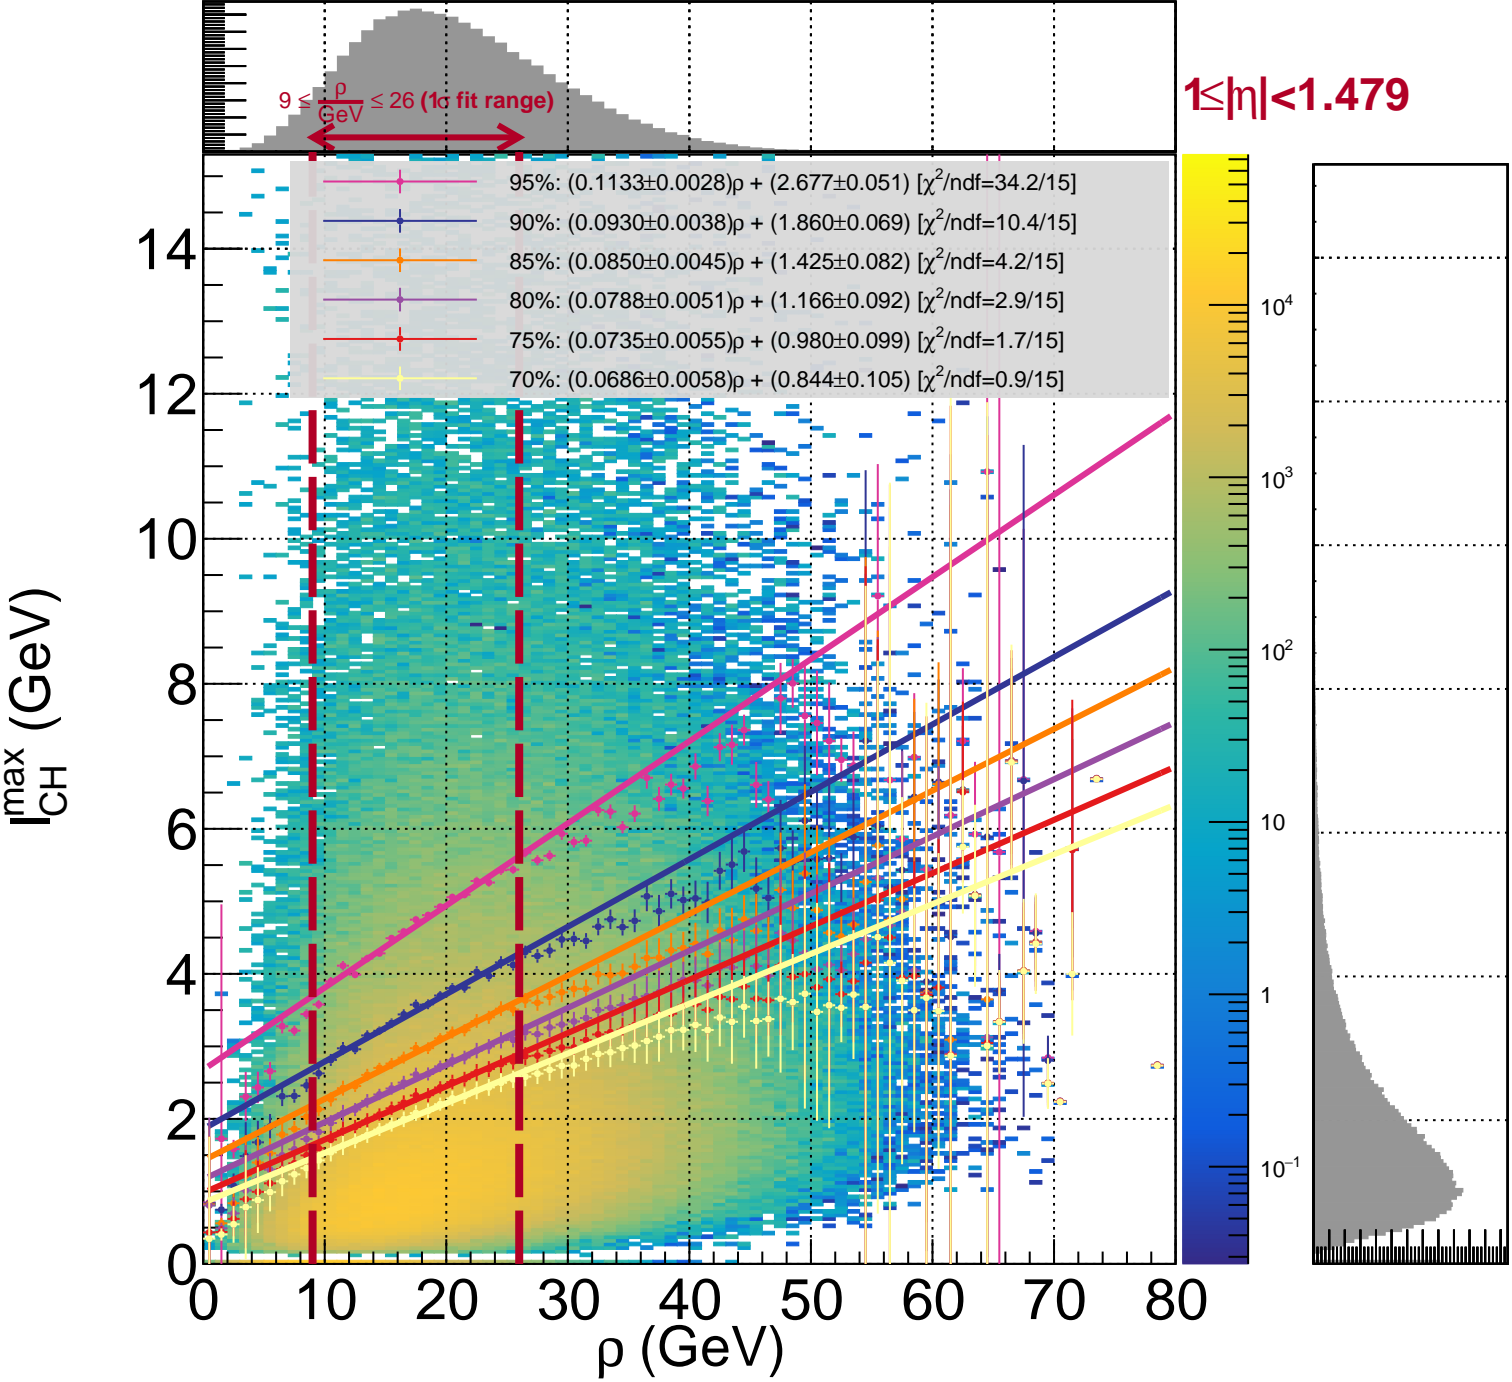 9 ≤ ρ/GeV ≤ 26 (1σ fit range)
1≤|η|<1.479
95%: (0.1133±0.0028)ρ + (2.677±0.051) [χ²/ndf=34.2/15]
90%: (0.0930±0.0038)ρ + (1.860±0.069) [χ²/ndf=10.4/15]
85%: (0.0850±0.0045)ρ + (1.425±0.082) [χ²/ndf=4.2/15]
80%: (0.0788±0.0051)ρ + (1.166±0.092) [χ²/ndf=2.9/15]
75%: (0.0735±0.0055)ρ + (0.980±0.099) [χ²/ndf=1.7/15]
70%: (0.0686±0.0058)ρ + (0.844±0.105) [χ²/ndf=0.9/15]
14
12
10
8
6
4
2
0
I_CH^max (GeV)
0 10 20 30 40 50 60 70 80
ρ (GeV)
10⁴
10³
10²
10
1
10⁻¹